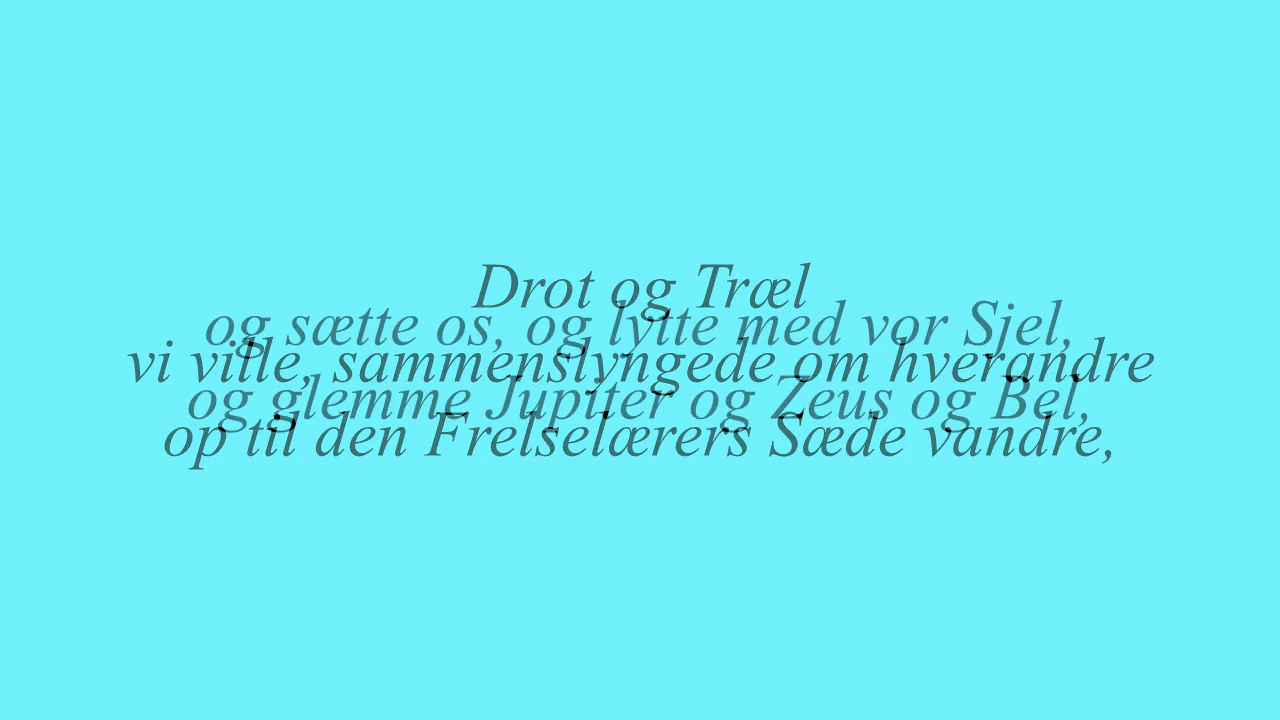 Drot og Træl
og sætte os, og lytte med vor Sjel,
vi ville, sammenslyngede om hverandre
og glemme Jupiter og Zeus og Bel,
op til den Frelselærers Sæde vandre,